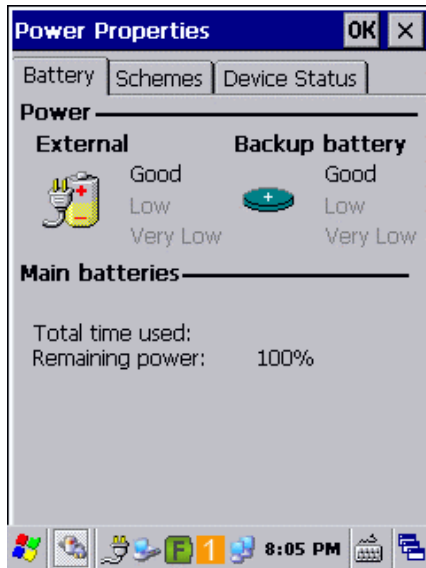 Power Properties OK ×
Battery Schemes Device Status
Power
External Backup battery
Good Good
Low Low
Very Low Very Low
Main batteries
Total time used:
Remaining power: 100%
F 1 8:05 PM